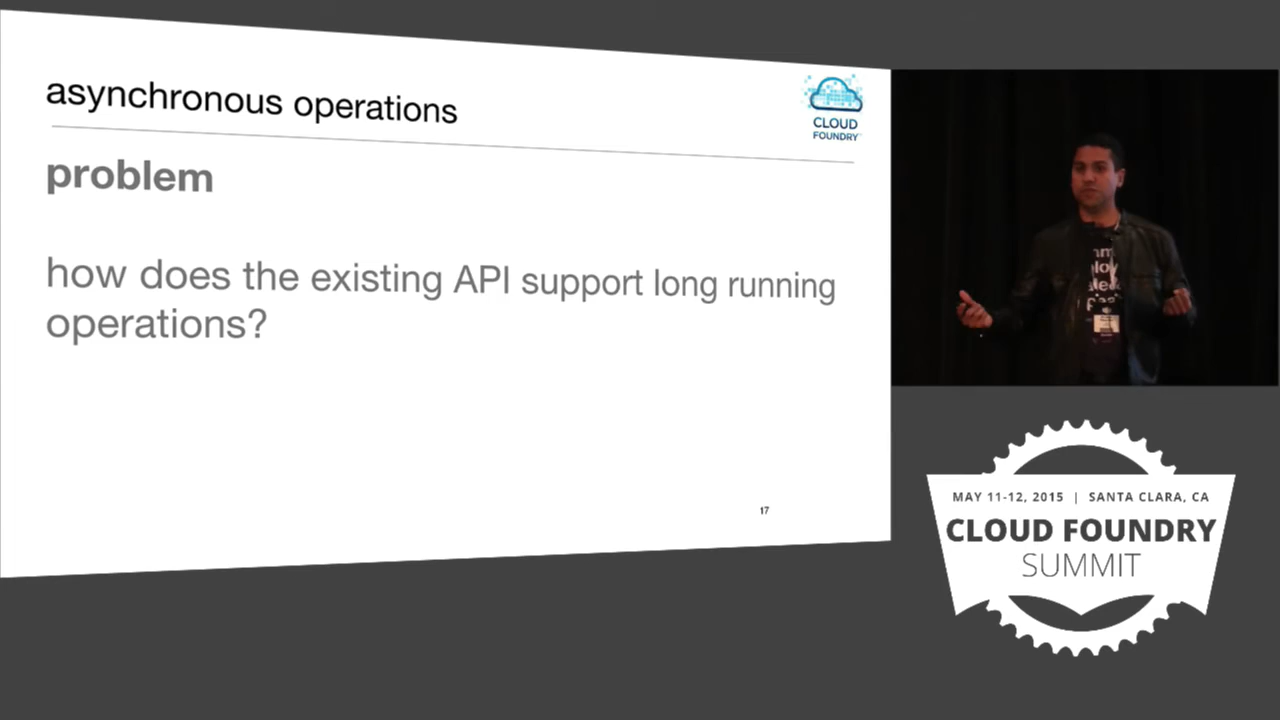 asynchronous operations
CLOUD
FOUNDRY
problem
how does the existing API support long running
operations?
17
MAY 11-12, 2015 | SANTA CLARA, CA
CLOUD FOUNDRY
SUMMIT